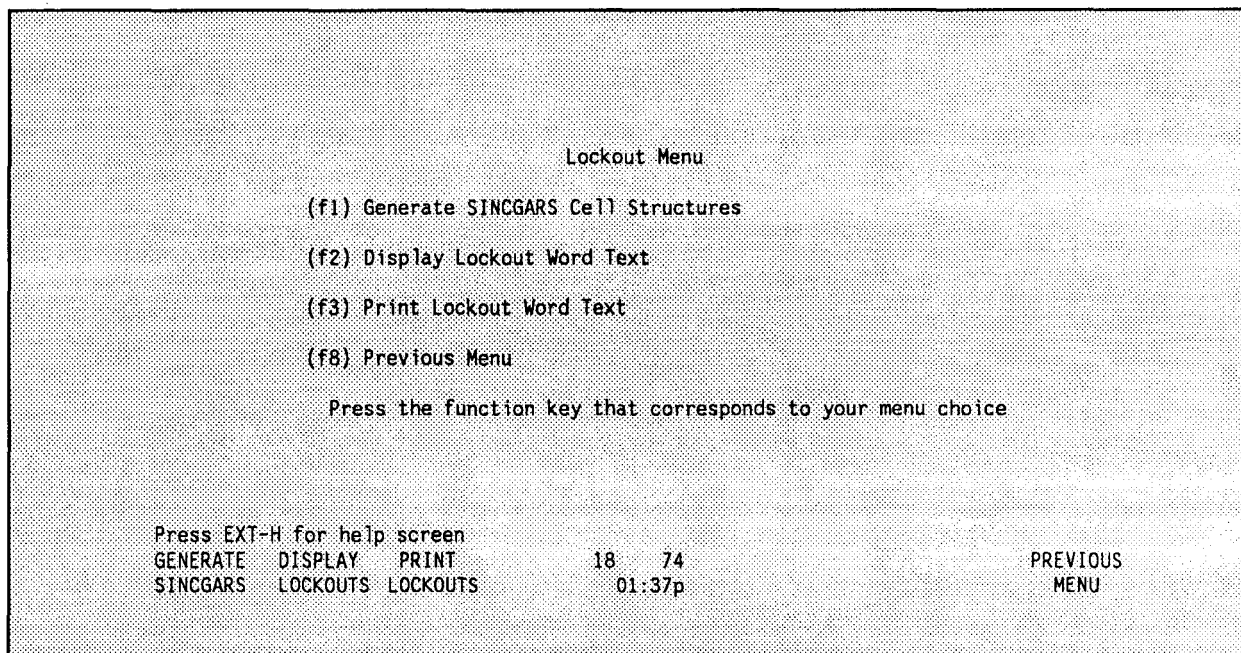 Lockout Menu
(f1) Generate SINCGARS Cell Structures
(f2) Display Lockout Word Text
(f3) Print Lockout Word Text
(f8) Previous Menu
Press the function key that corresponds to your menu choice
Press EXT-H for help screen
GENERATE DISPLAY PRINT 18 74 PREVIOUS
SINCGARS LOCKOUTS LOCKOUTS 01:37p MENU